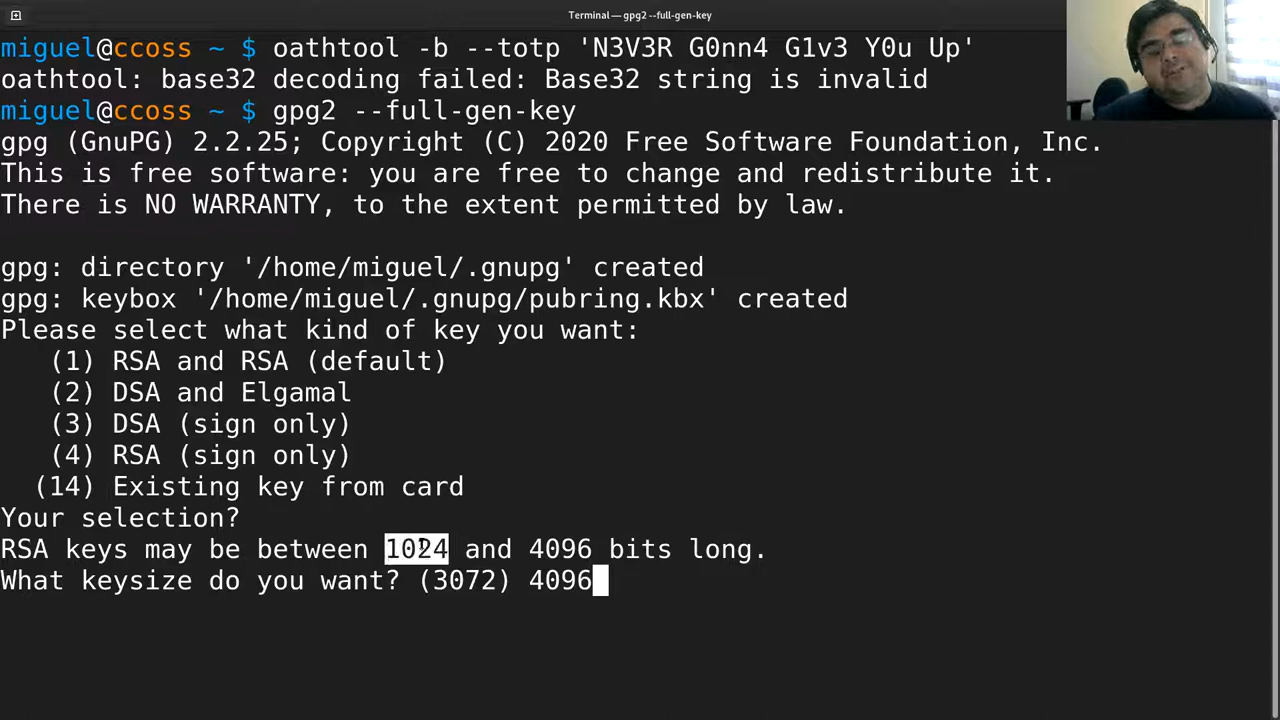 Terminal — gpg2 --full-gen-key
miguel@ccoss ~ $ oathtool -b --totp 'N3V3R G0nn4 G1v3 Y0u Up'
oathtool: base32 decoding failed: Base32 string is invalid
miguel@ccoss ~ $ gpg2 --full-gen-key
gpg (GnuPG) 2.2.25; Copyright (C) 2020 Free Software Foundation, Inc.
This is free software: you are free to change and redistribute it.
There is NO WARRANTY, to the extent permitted by law.
gpg: directory '/home/miguel/.gnupg' created
gpg: keybox '/home/miguel/.gnupg/pubring.kbx' created
Please select what kind of key you want:
(1) RSA and RSA (default)
(2) DSA and Elgamal
(3) DSA (sign only)
(4) RSA (sign only)
(14) Existing key from card
Your selection?
RSA keys may be between 1024 and 4096 bits long.
What keysize do you want? (3072) 4096